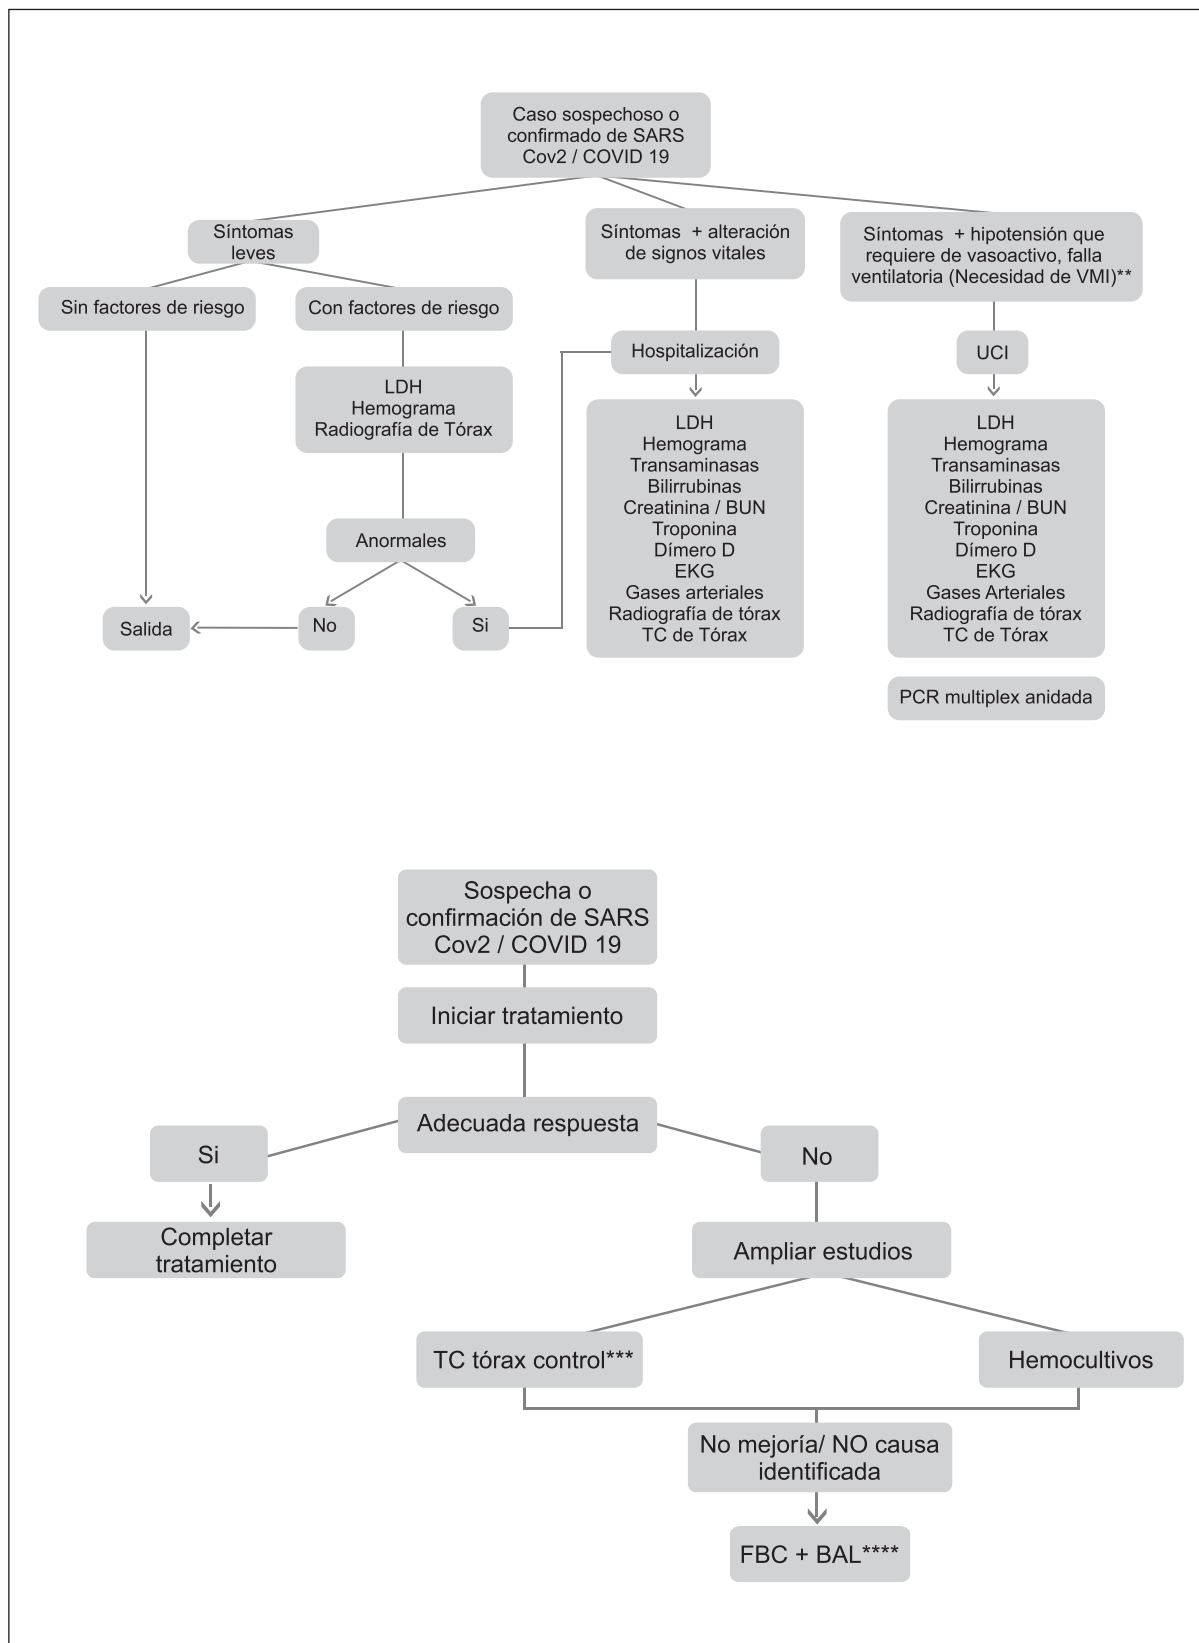 Caso sospechoso o
confirmado de SARS
Cov2 / COVID 19
Síntomas
leves
Síntomas + alteración
de signos vitales
Síntomas + hipotensión que
requiere de vasoactivo, falla
ventilatoria (Necesidad de VMI)**
Sin factores de riesgo
Con factores de riesgo
Hospitalización
UCI
LDH
Hemograma
Radiografía de Tórax
Anormales
Salida
No
Si
LDH
Hemograma
Transaminasas
Bilirrubinas
Creatinina / BUN
Troponina
Dímero D
EKG
Gases arteriales
Radiografía de tórax
TC de Tórax
LDH
Hemograma
Transaminasas
Bilirrubinas
Creatinina / BUN
Troponina
Dímero D
EKG
Gases Arteriales
Radiografía de tórax
TC de Tórax
PCR multiplex anidada
Sospecha o
confirmación de SARS
Cov2 / COVID 19
Iniciar tratamiento
Adecuada respuesta
Si
No
Completar
tratamiento
Ampliar estudios
TC tórax control***
Hemocultivos
No mejoría/ NO causa
identificada
FBC + BAL****